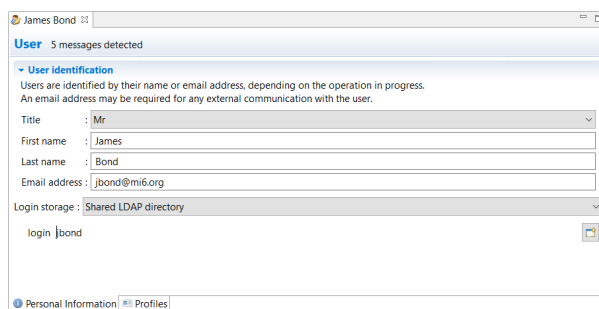 James Bond
User 5 messages detected
User identification
Users are identified by their name or email address, depending on the operation in progress.
An email address may be required for any external communication with the user.
Title : Mr
First name : James
Last name : Bond
Email address : jbond@mi6.org
Login storage : Shared LDAP directory
login jbond
Personal Information Profiles